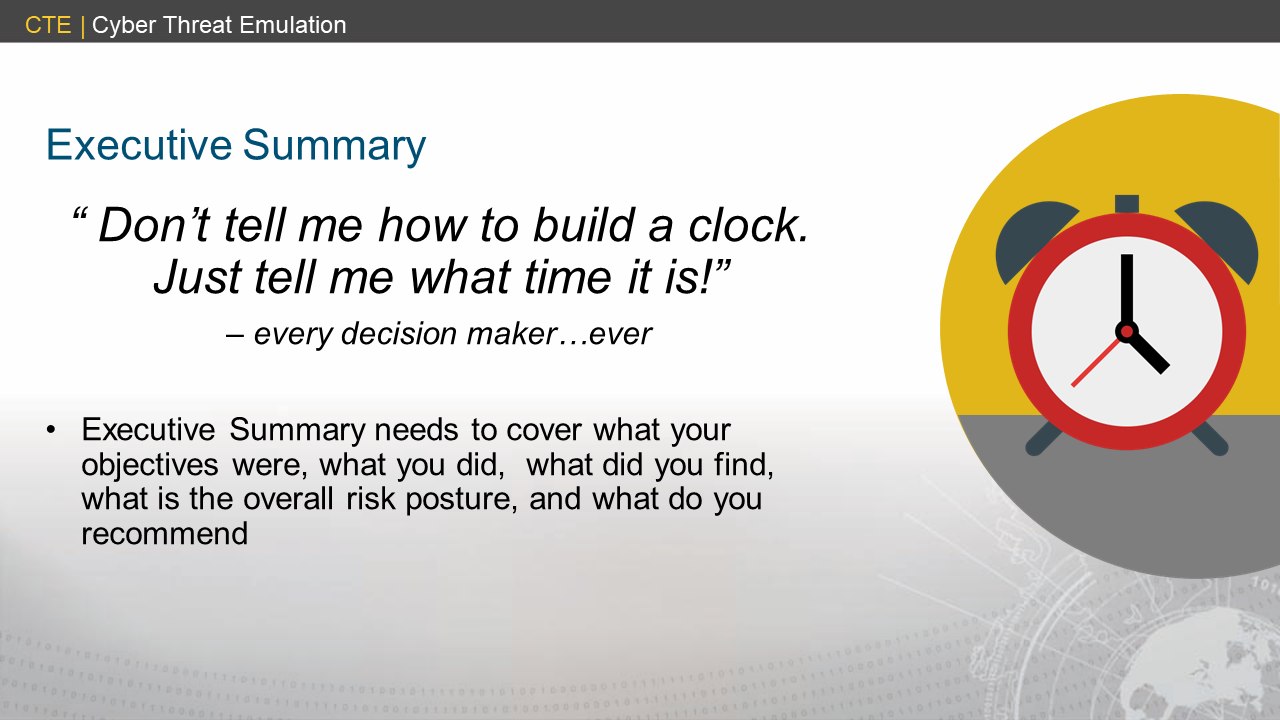 CTE | Cyber Threat Emulation
Executive Summary
“ Don’t tell me how to build a clock.
Just tell me what time it is!”
– every decision maker…ever
• Executive Summary needs to cover what your
objectives were, what you did,  what did you find,
what is the overall risk posture, and what do you
recommend